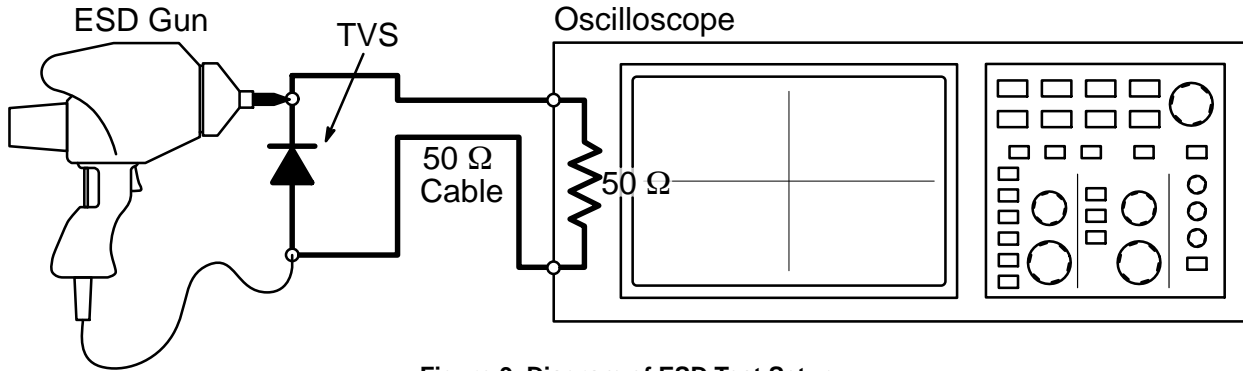 ESD Gun
TVS
Oscilloscope
50 Ω
Cable
50 Ω